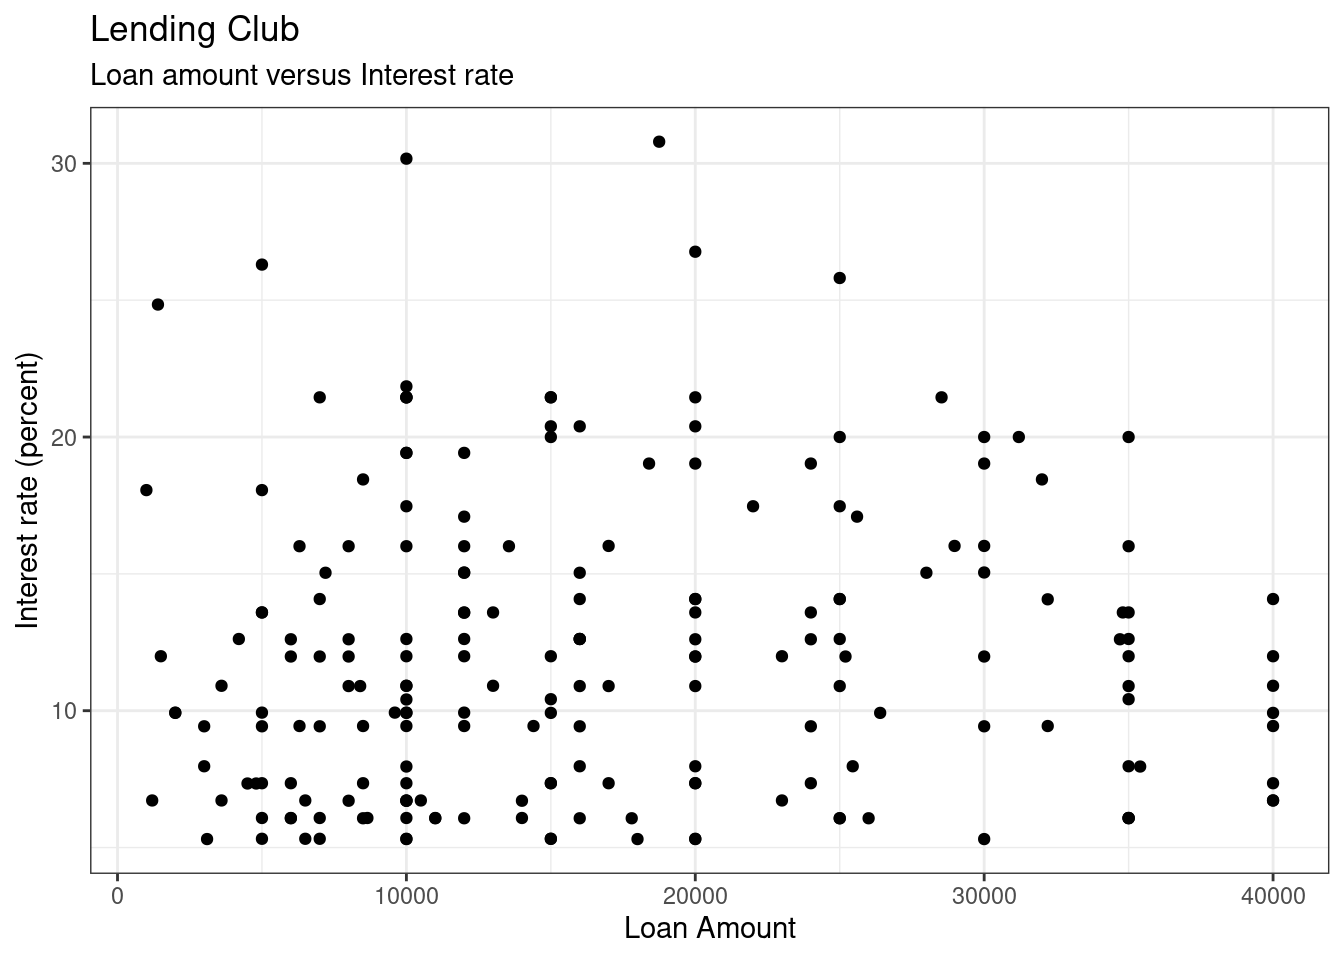 Lending Club
Loan amount versus Interest rate
Interest rate (percent)
30
20
10
0
10000
20000
30000
40000
Loan Amount